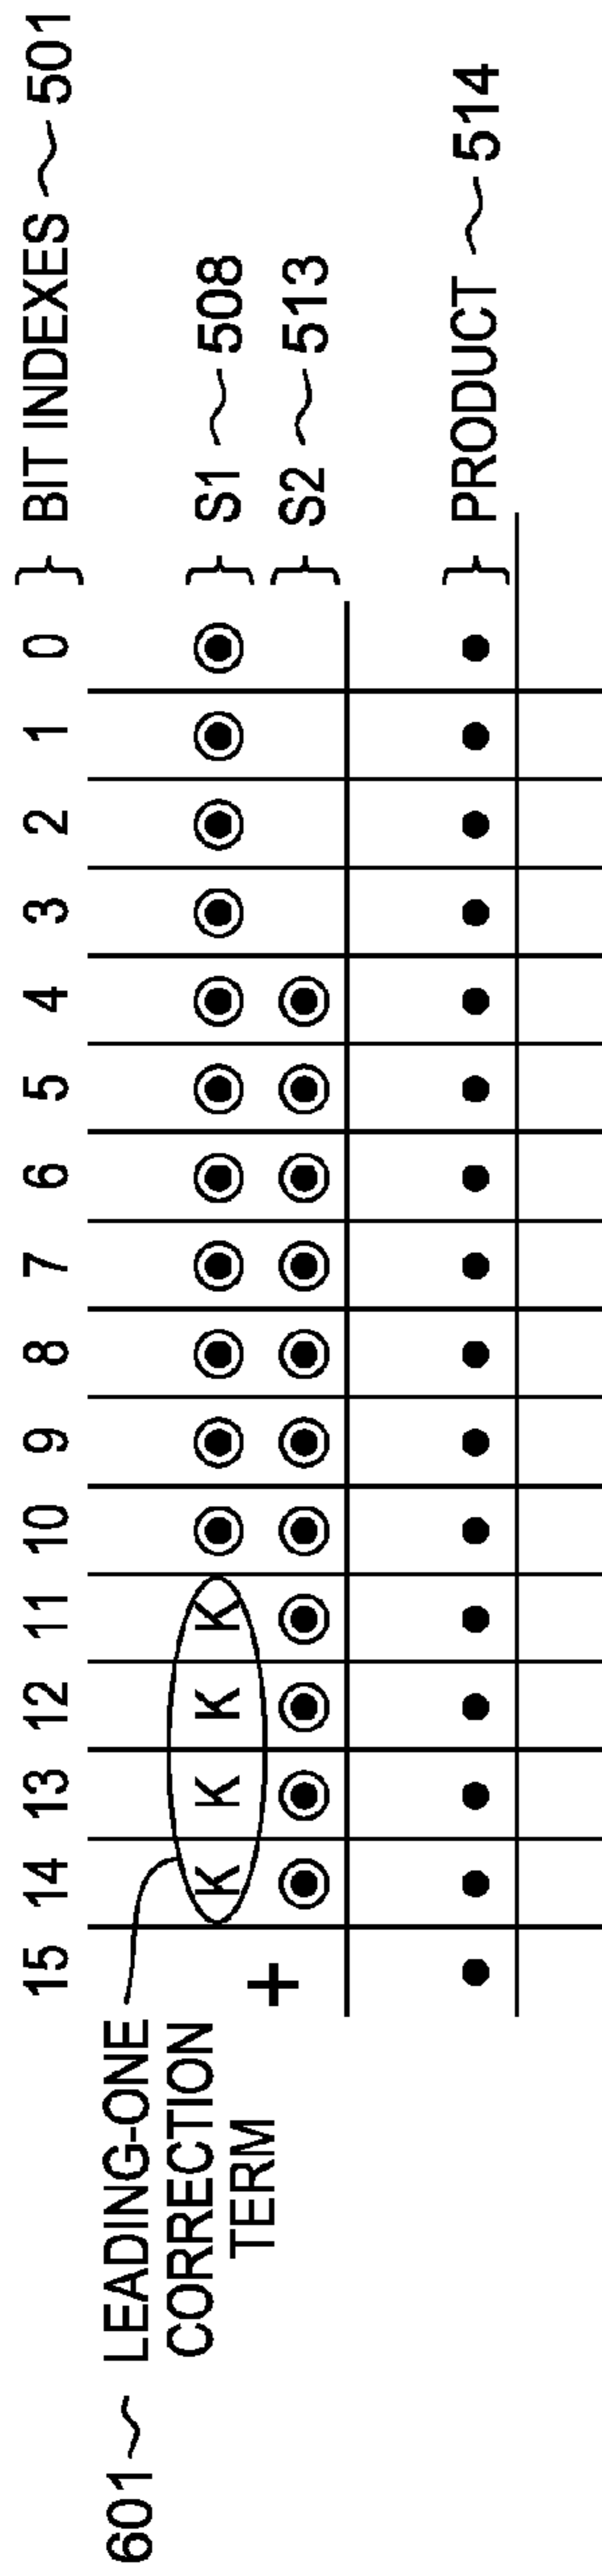 15 14 13 12 11 10 9 8 7 6 5 4 3 2 1 0 } BIT INDEXES ~ 501
601 ~ LEADING-ONE
CORRECTION
TERM
K K K K } S1 ~ 508
+ } S2 ~ 513
} PRODUCT ~ 514